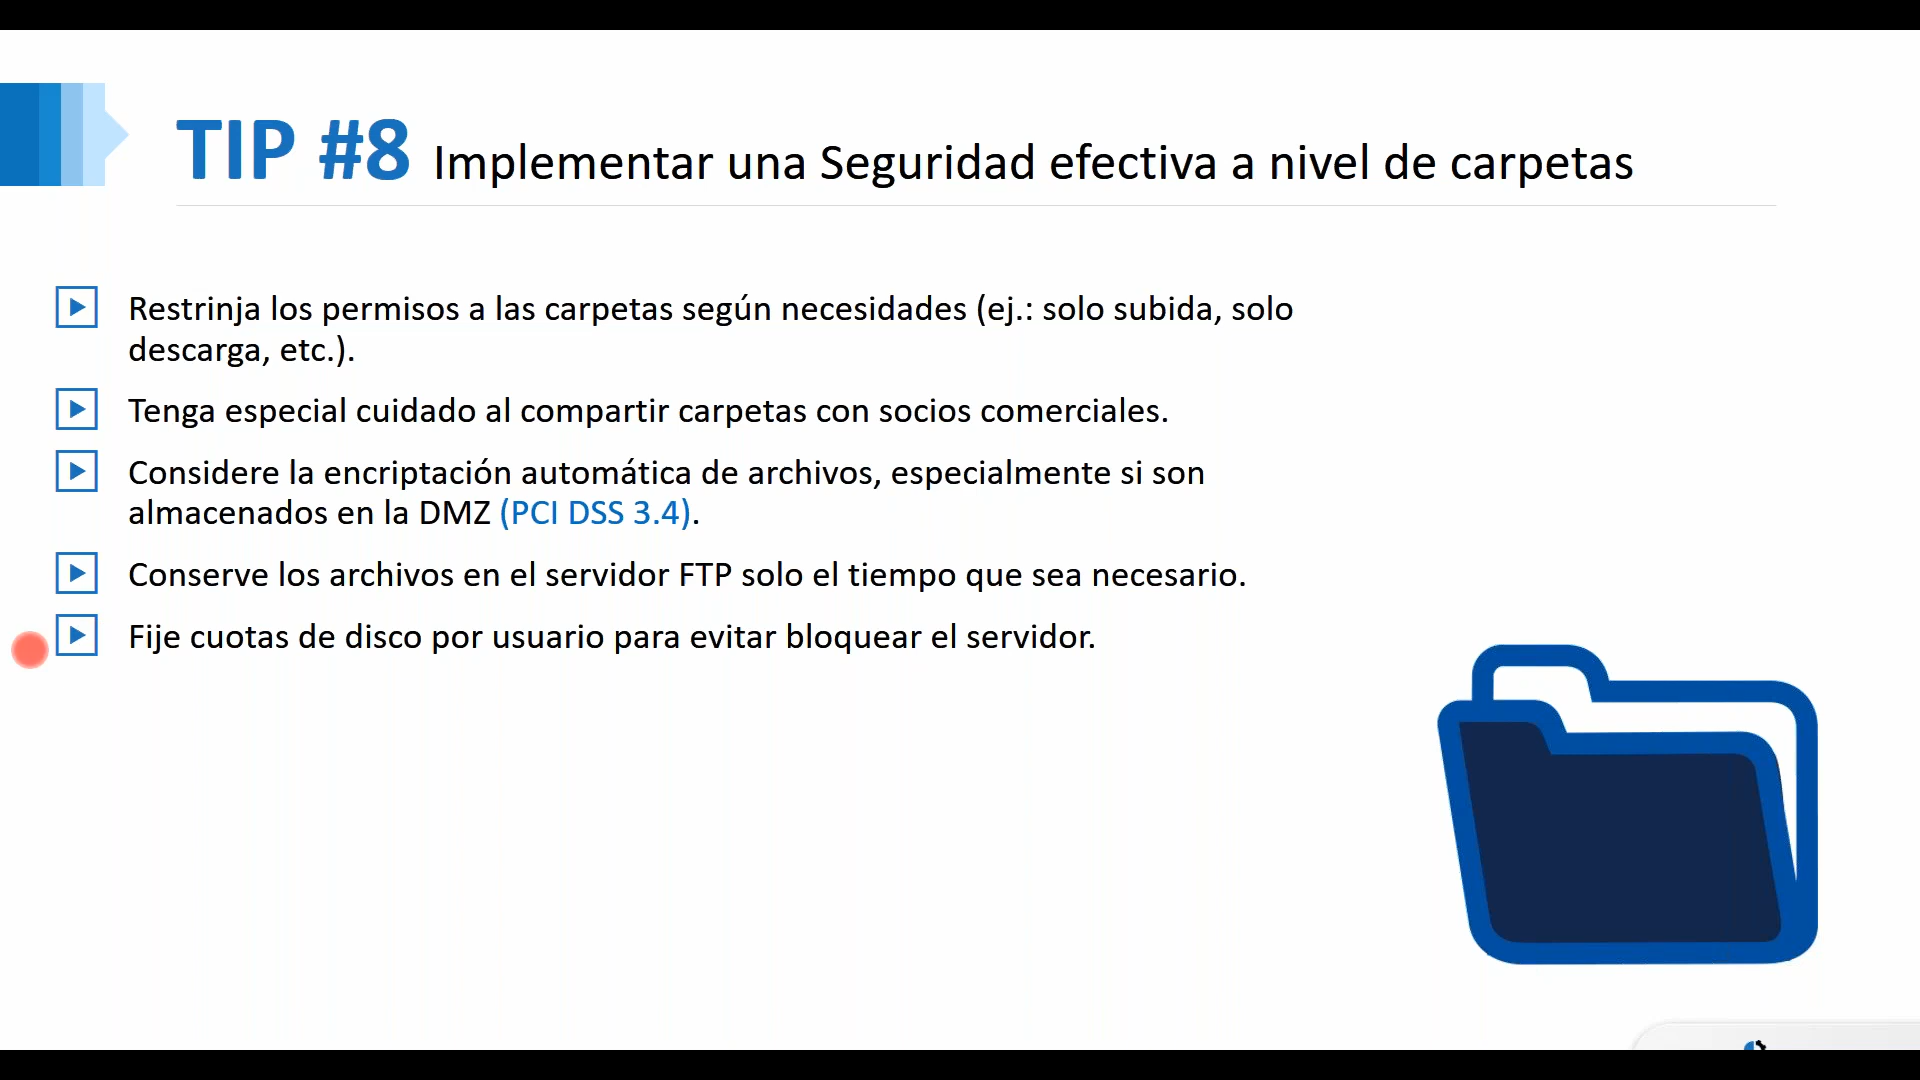 TIP #8 Implementar una Seguridad efectiva a nivel de carpetas
Restrinja los permisos a las carpetas según necesidades (ej.: solo subida, solo
descarga, etc.).
Tenga especial cuidado al compartir carpetas con socios comerciales.
Considere la encriptación automática de archivos, especialmente si son
almacenados en la DMZ (PCI DSS 3.4).
Conserve los archivos en el servidor FTP solo el tiempo que sea necesario.
Fije cuotas de disco por usuario para evitar bloquear el servidor.